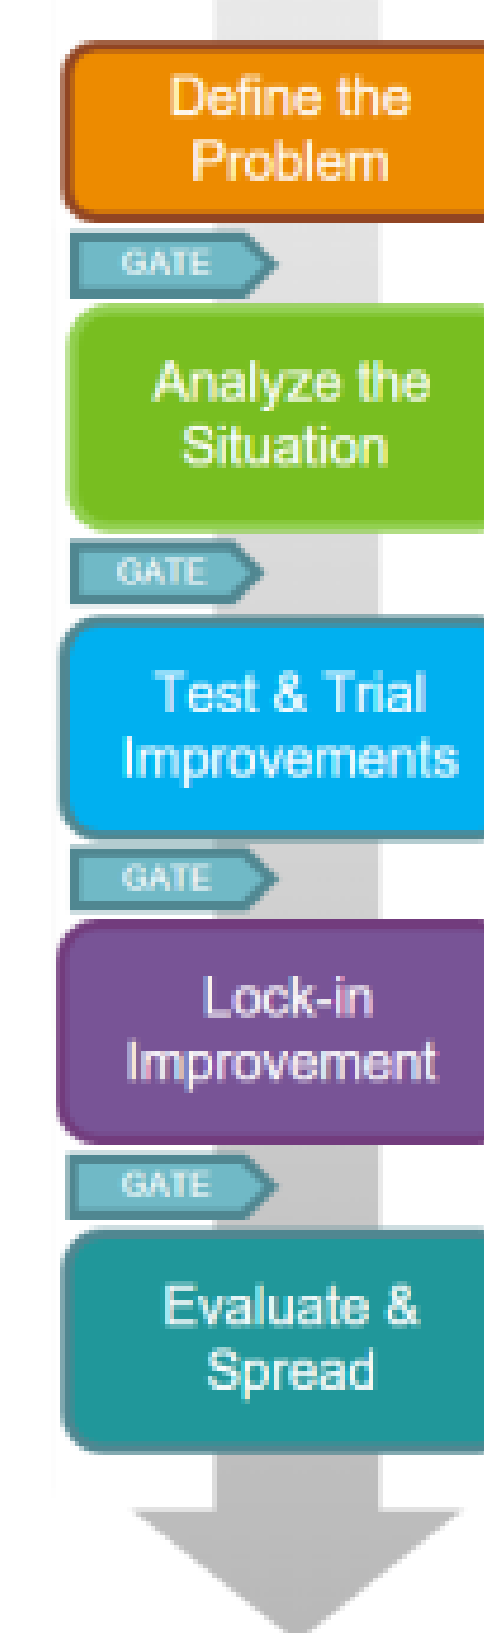 Define the
Problem
GATE
Analyze the
Situation
GATE
Test & Trial
Improvements
GATE
Lock-in
Improvement
GATE
Evaluate &
Spread